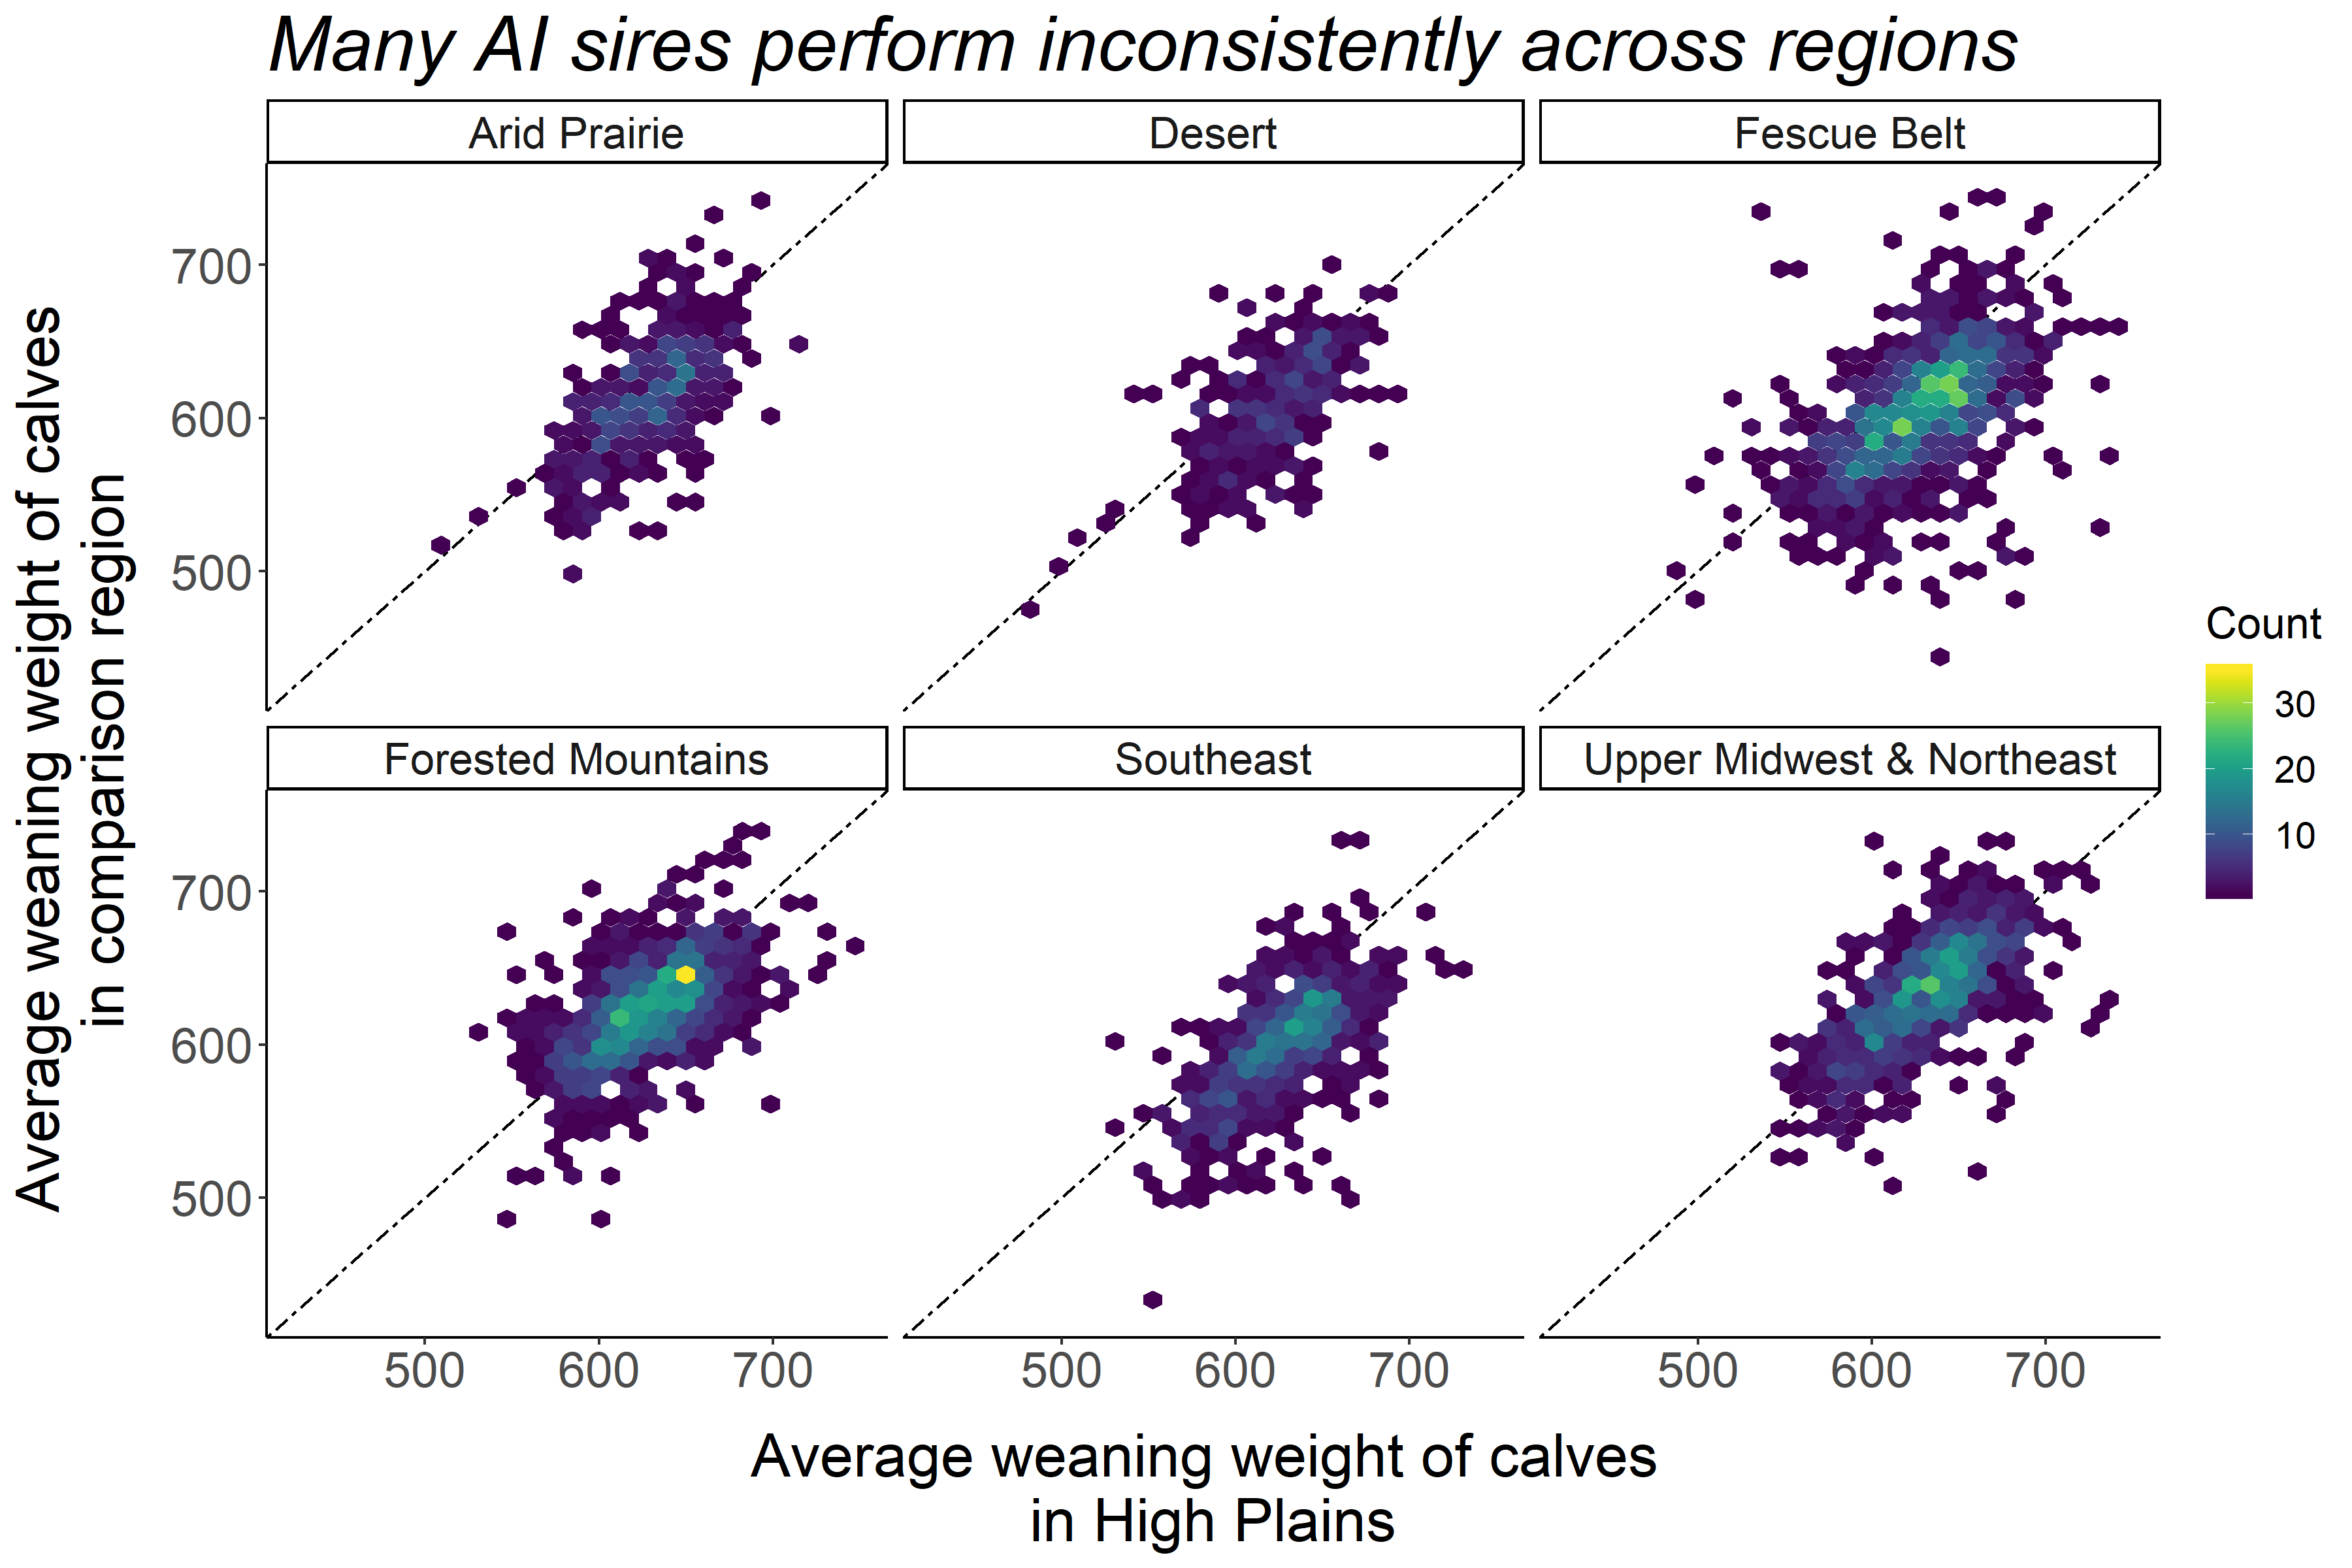 Many AI sires perform inconsistently across regions
Arid Prairie
Desert
Fescue Belt
700
600
500
Forested Mountains
Southeast
Upper Midwest & Northeast
700
600
500
500
600
700
500
600
700
500
600
700
Average weaning weight of calves
in comparison region
Average weaning weight of calves
in High Plains
Count
30
20
10